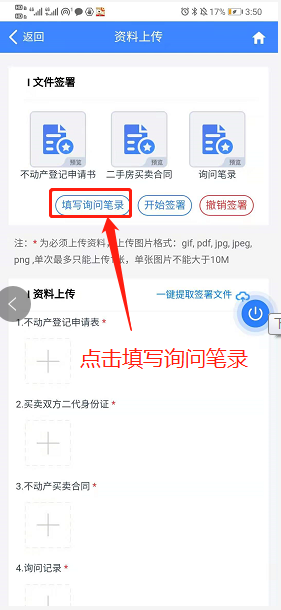 17% 3:50
返回
资料上传
文件签署
预览
预览
预览
不动产登记申请书
二手房买卖合同
询问笔录
填写询问笔录
开始签署
撤销签署
注：* 为必须上传资料，上传图片格式：gif, pdf, jpg, jpeg,
png ,单次最多只能上传 张，单张图片不能大于10M
资料上传
一键提取签署文件
1.不动产登记申请表 *
点击填写询问笔录
2.买卖双方二代身份证 *
3.不动产买卖合同 *
4.询问记录 *